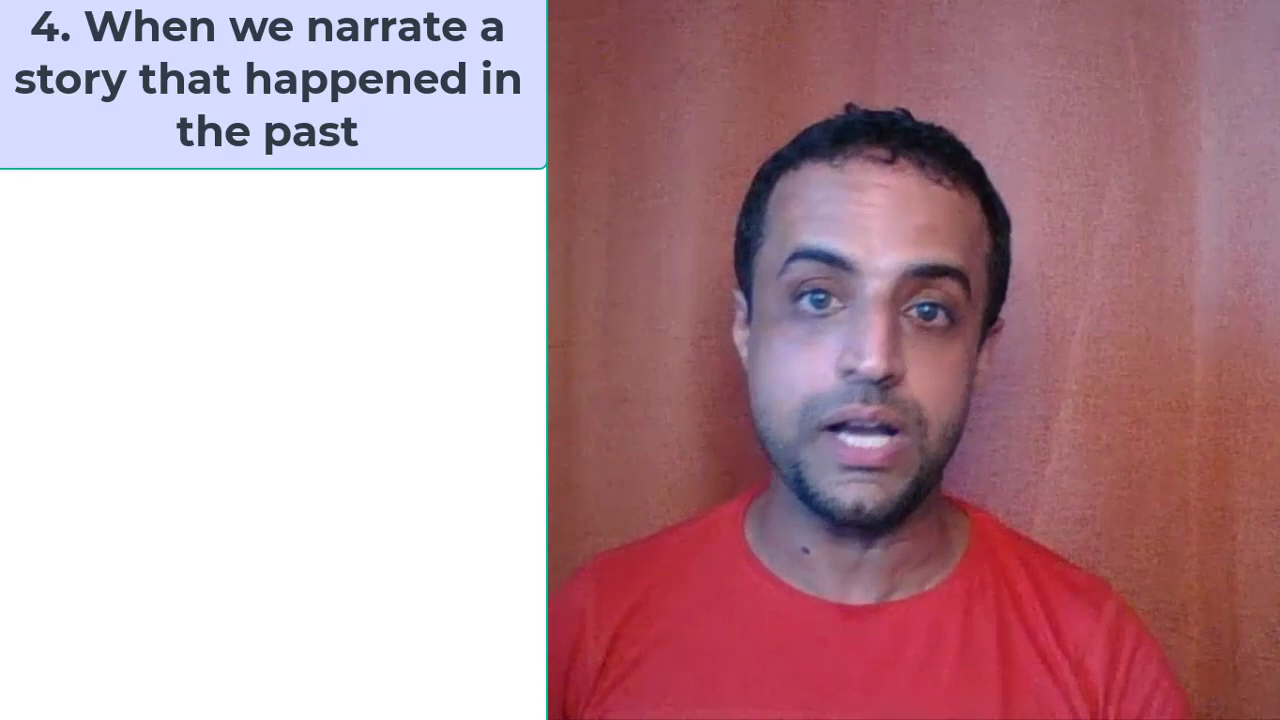 4. When we narrate a
story that happened in
the past